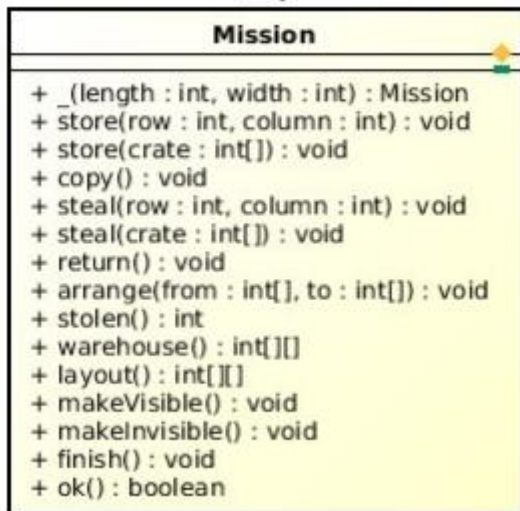 Mission
+ _(length : int, width : int) : Mission
+ store(row : int, column : int) : void
+ store(crate : int[]) : void
+ copy() : void
+ steal(row : int, column : int) : void
+ steal(crate : int[]) : void
+ return() : void
+ arrange(from : int[], to : int[]) : void
+ stolen() : int
+ warehouse() : int[][]
+ layout() : int[][]
+ makeVisible() : void
+ makeInvisible() : void
+ finish() : void
+ ok() : boolean